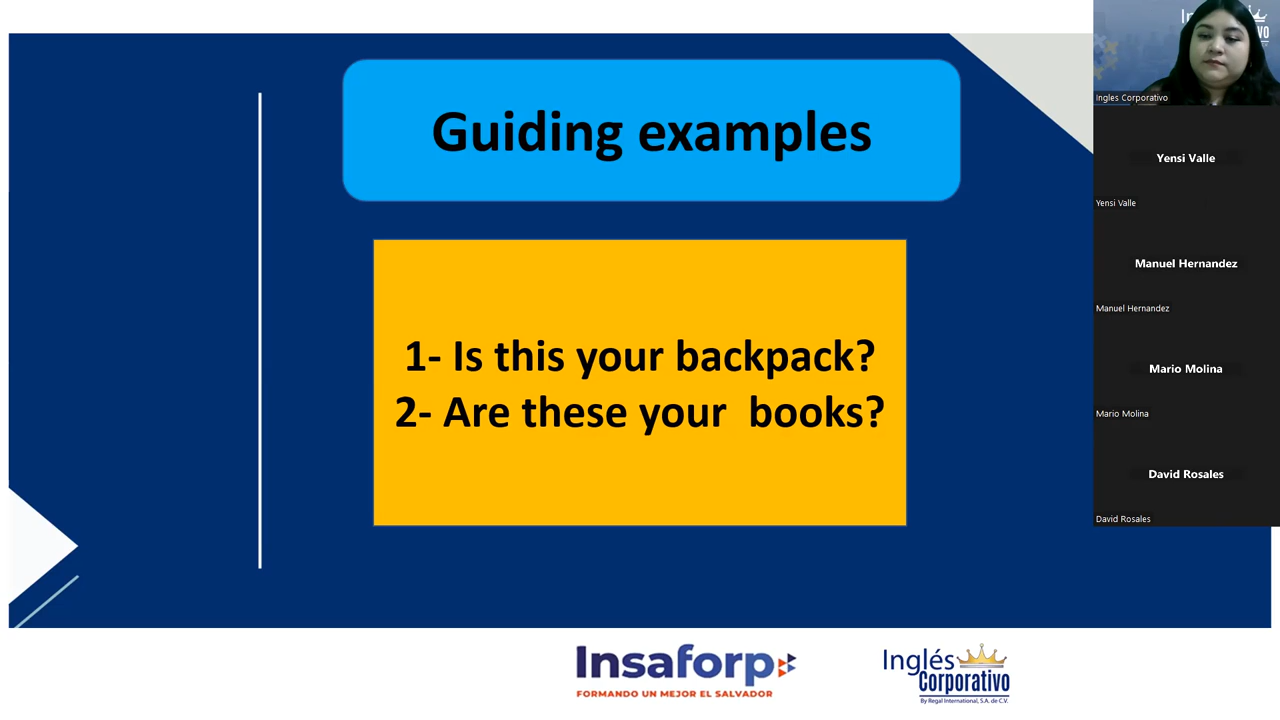 Guiding examples
1- Is this your backpack?
2- Are these your  books?
Insaforp
FORMANDO UN MEJOR EL SALVADOR
Inglés
Corporativo
By Regal International, S.A. de C.V.
Ingles Corporativo
Yensi Valle
Yensi Valle
Manuel Hernandez
Manuel Hernandez
Mario Molina
Mario Molina
David Rosales
David Rosales